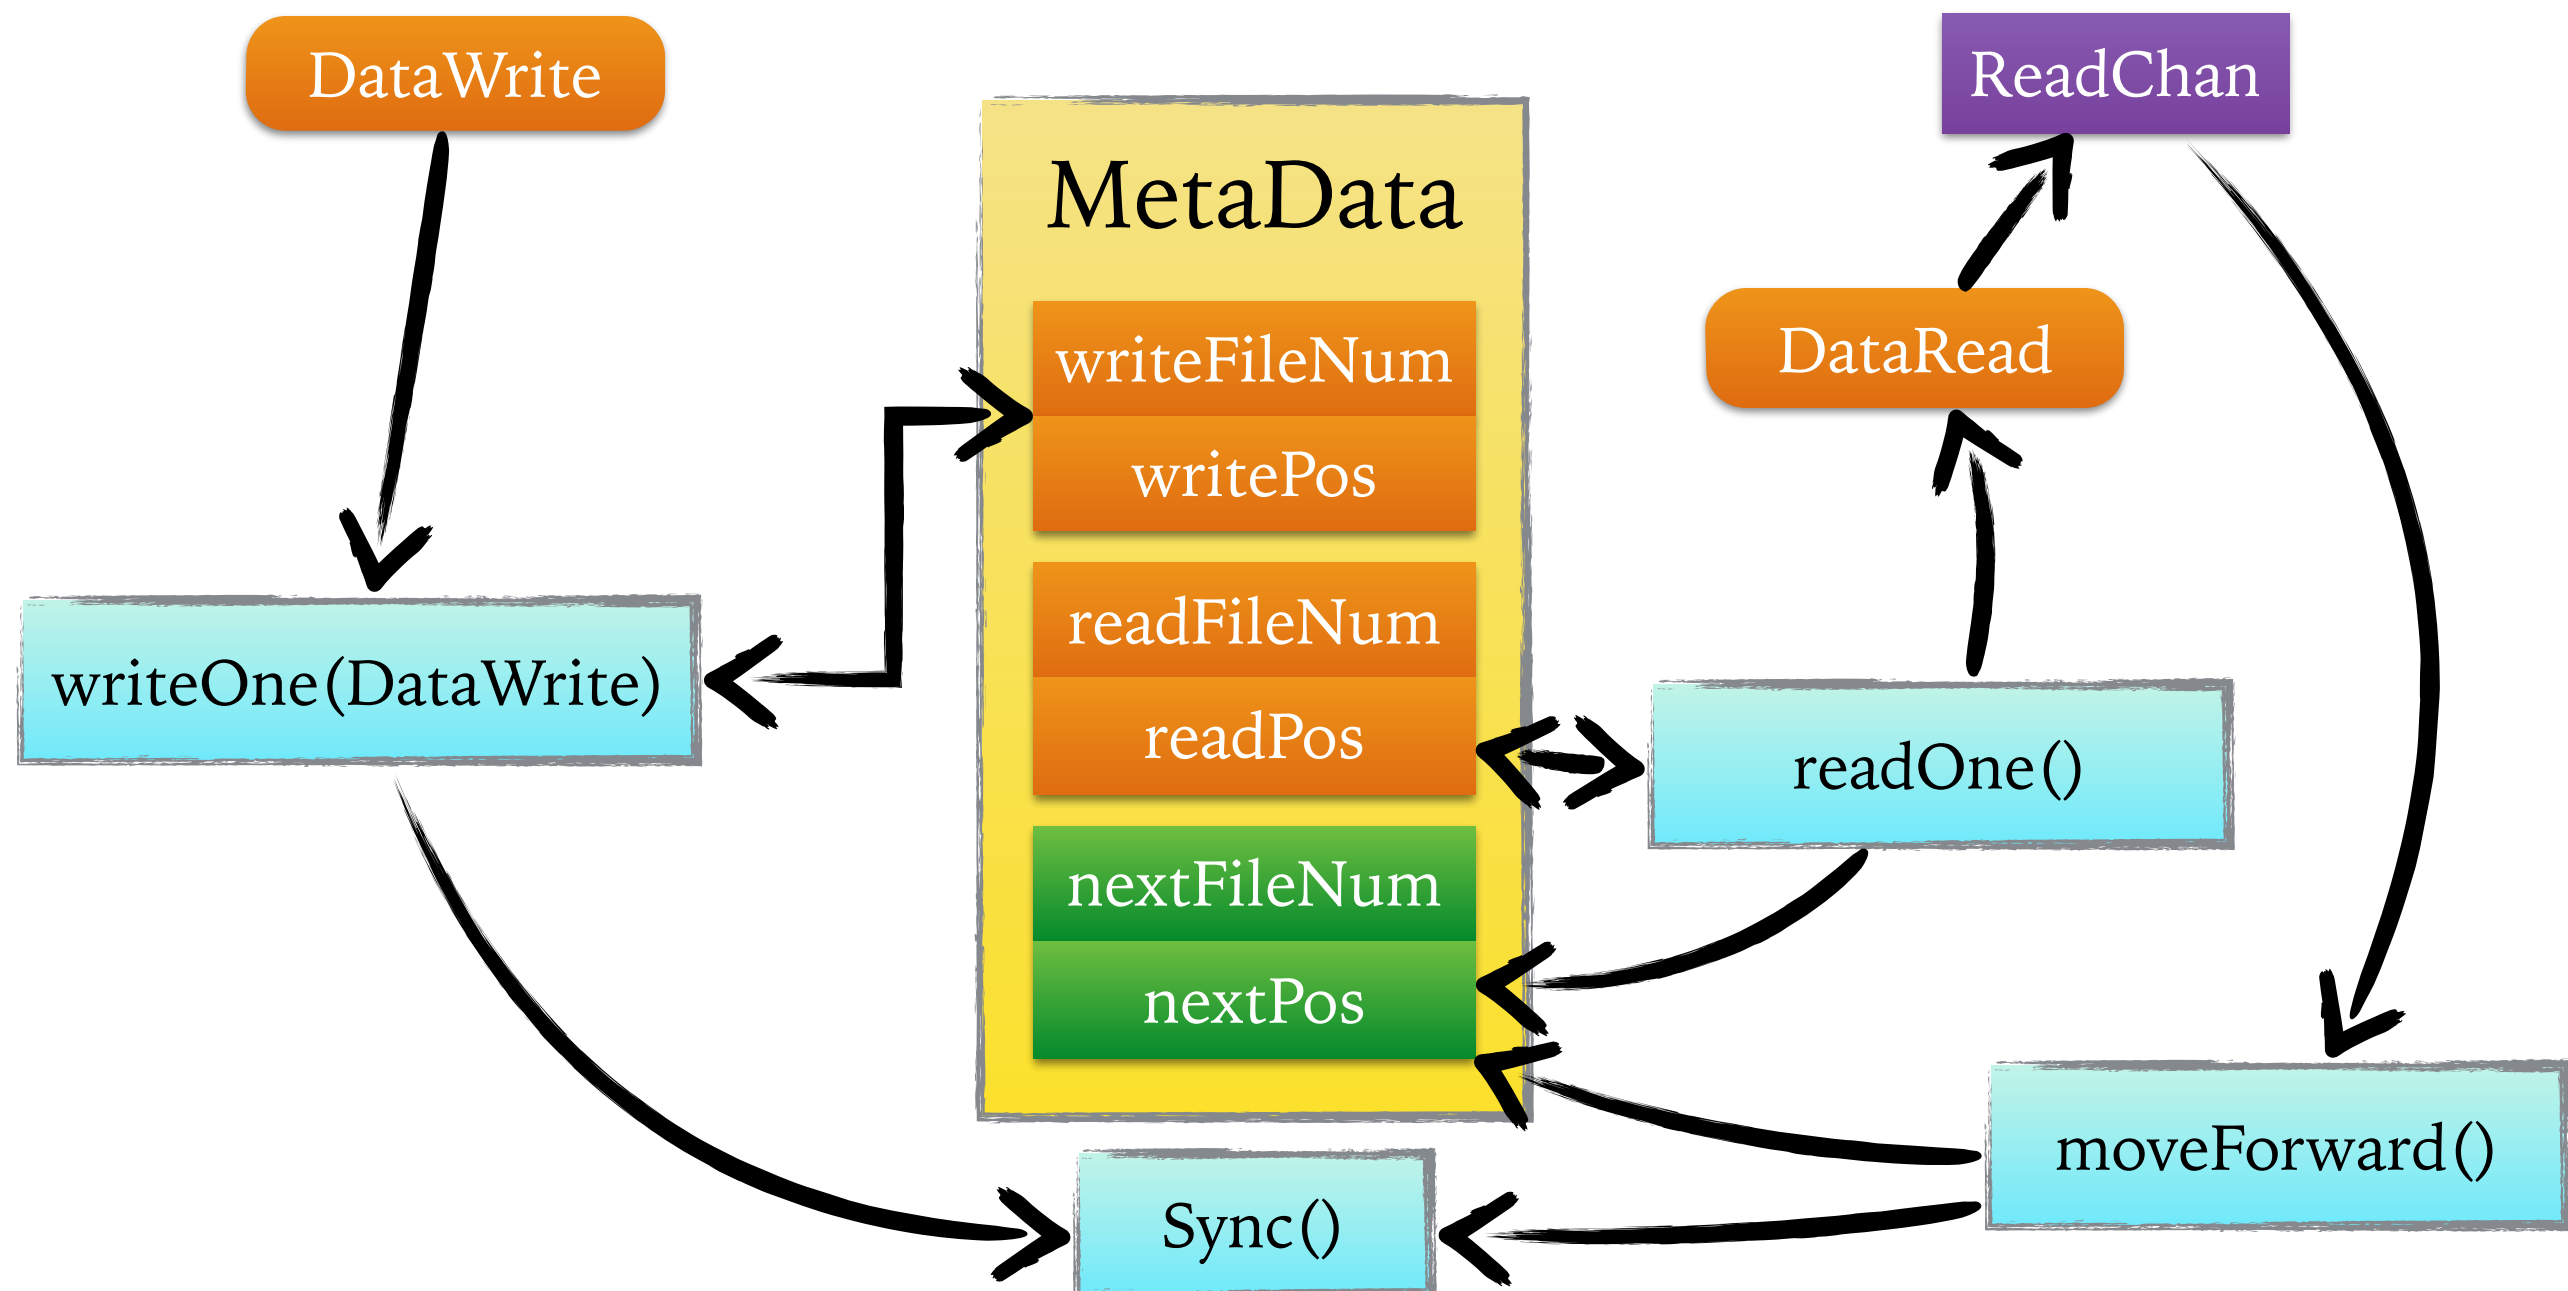 DataWrite
ReadChan
MetaData
writeFileNum
writePos
DataRead
readFileNum
readPos
writeOne(DataWrite)
readOne()
nextFileNum
nextPos
moveForward()
Sync()